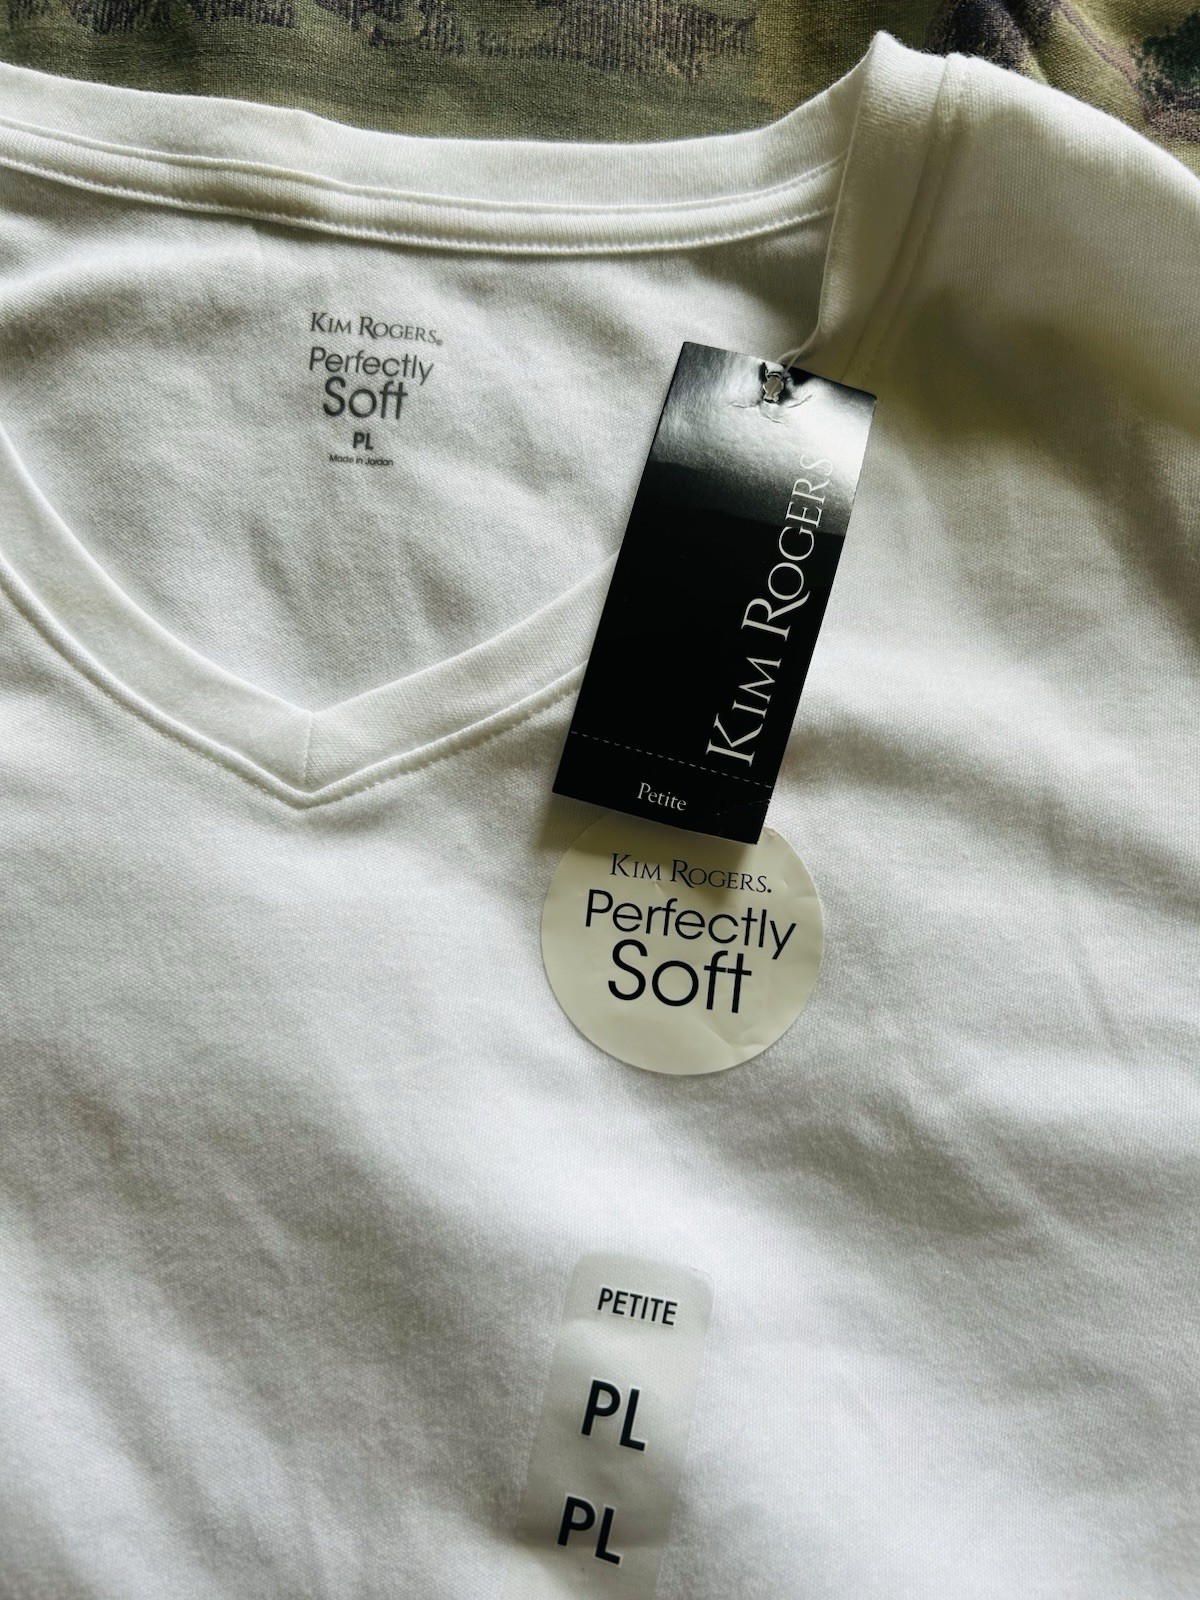 KIM ROGERS®
Perfectly
Soft
PL
Made in Jordan
KIM ROGERS
Petite
KIM ROGERS®
Perfectly
Soft
PETITE
PL
PL